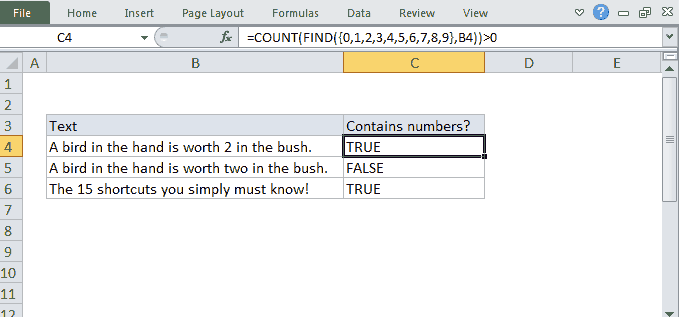 File Home Insert Page Layout Formulas Data Review View
C4 fx =COUNT(FIND({0,1,2,3,4,5,6,7,8,9},B4))>0
A B C D E
1
2
3 Text Contains numbers?
4 A bird in the hand is worth 2 in the bush. TRUE
5 A bird in the hand is worth two in the bush. FALSE
6 The 15 shortcuts you simply must know! TRUE
7
8
9
10
11
12